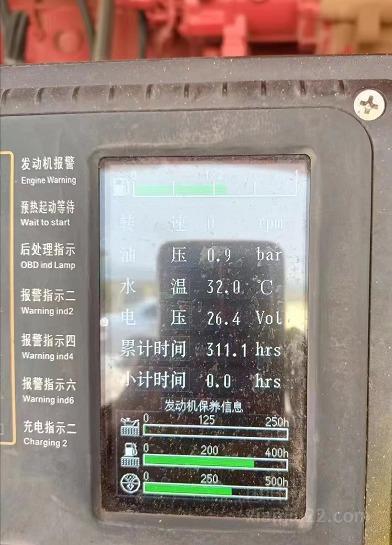 发动机报警
Engine Warning
预热起动等待
Wait to start
后处理指示
OBD ind Lamp
报警指示二
Warning ind2
报警指示四
Warning ind4
报警指示六
Warning ind6
充电指示二
Charging 2
0 1/2 1
转 速 0 rpm
油 压 0.9 bar
水 温 32.0 ℃
电 压 26.4 Vol
累计时间 311.1 hrs
小计时间 0.0 hrs
发动机保养信息
0 125 250h
0 200 400h
0 250 500h